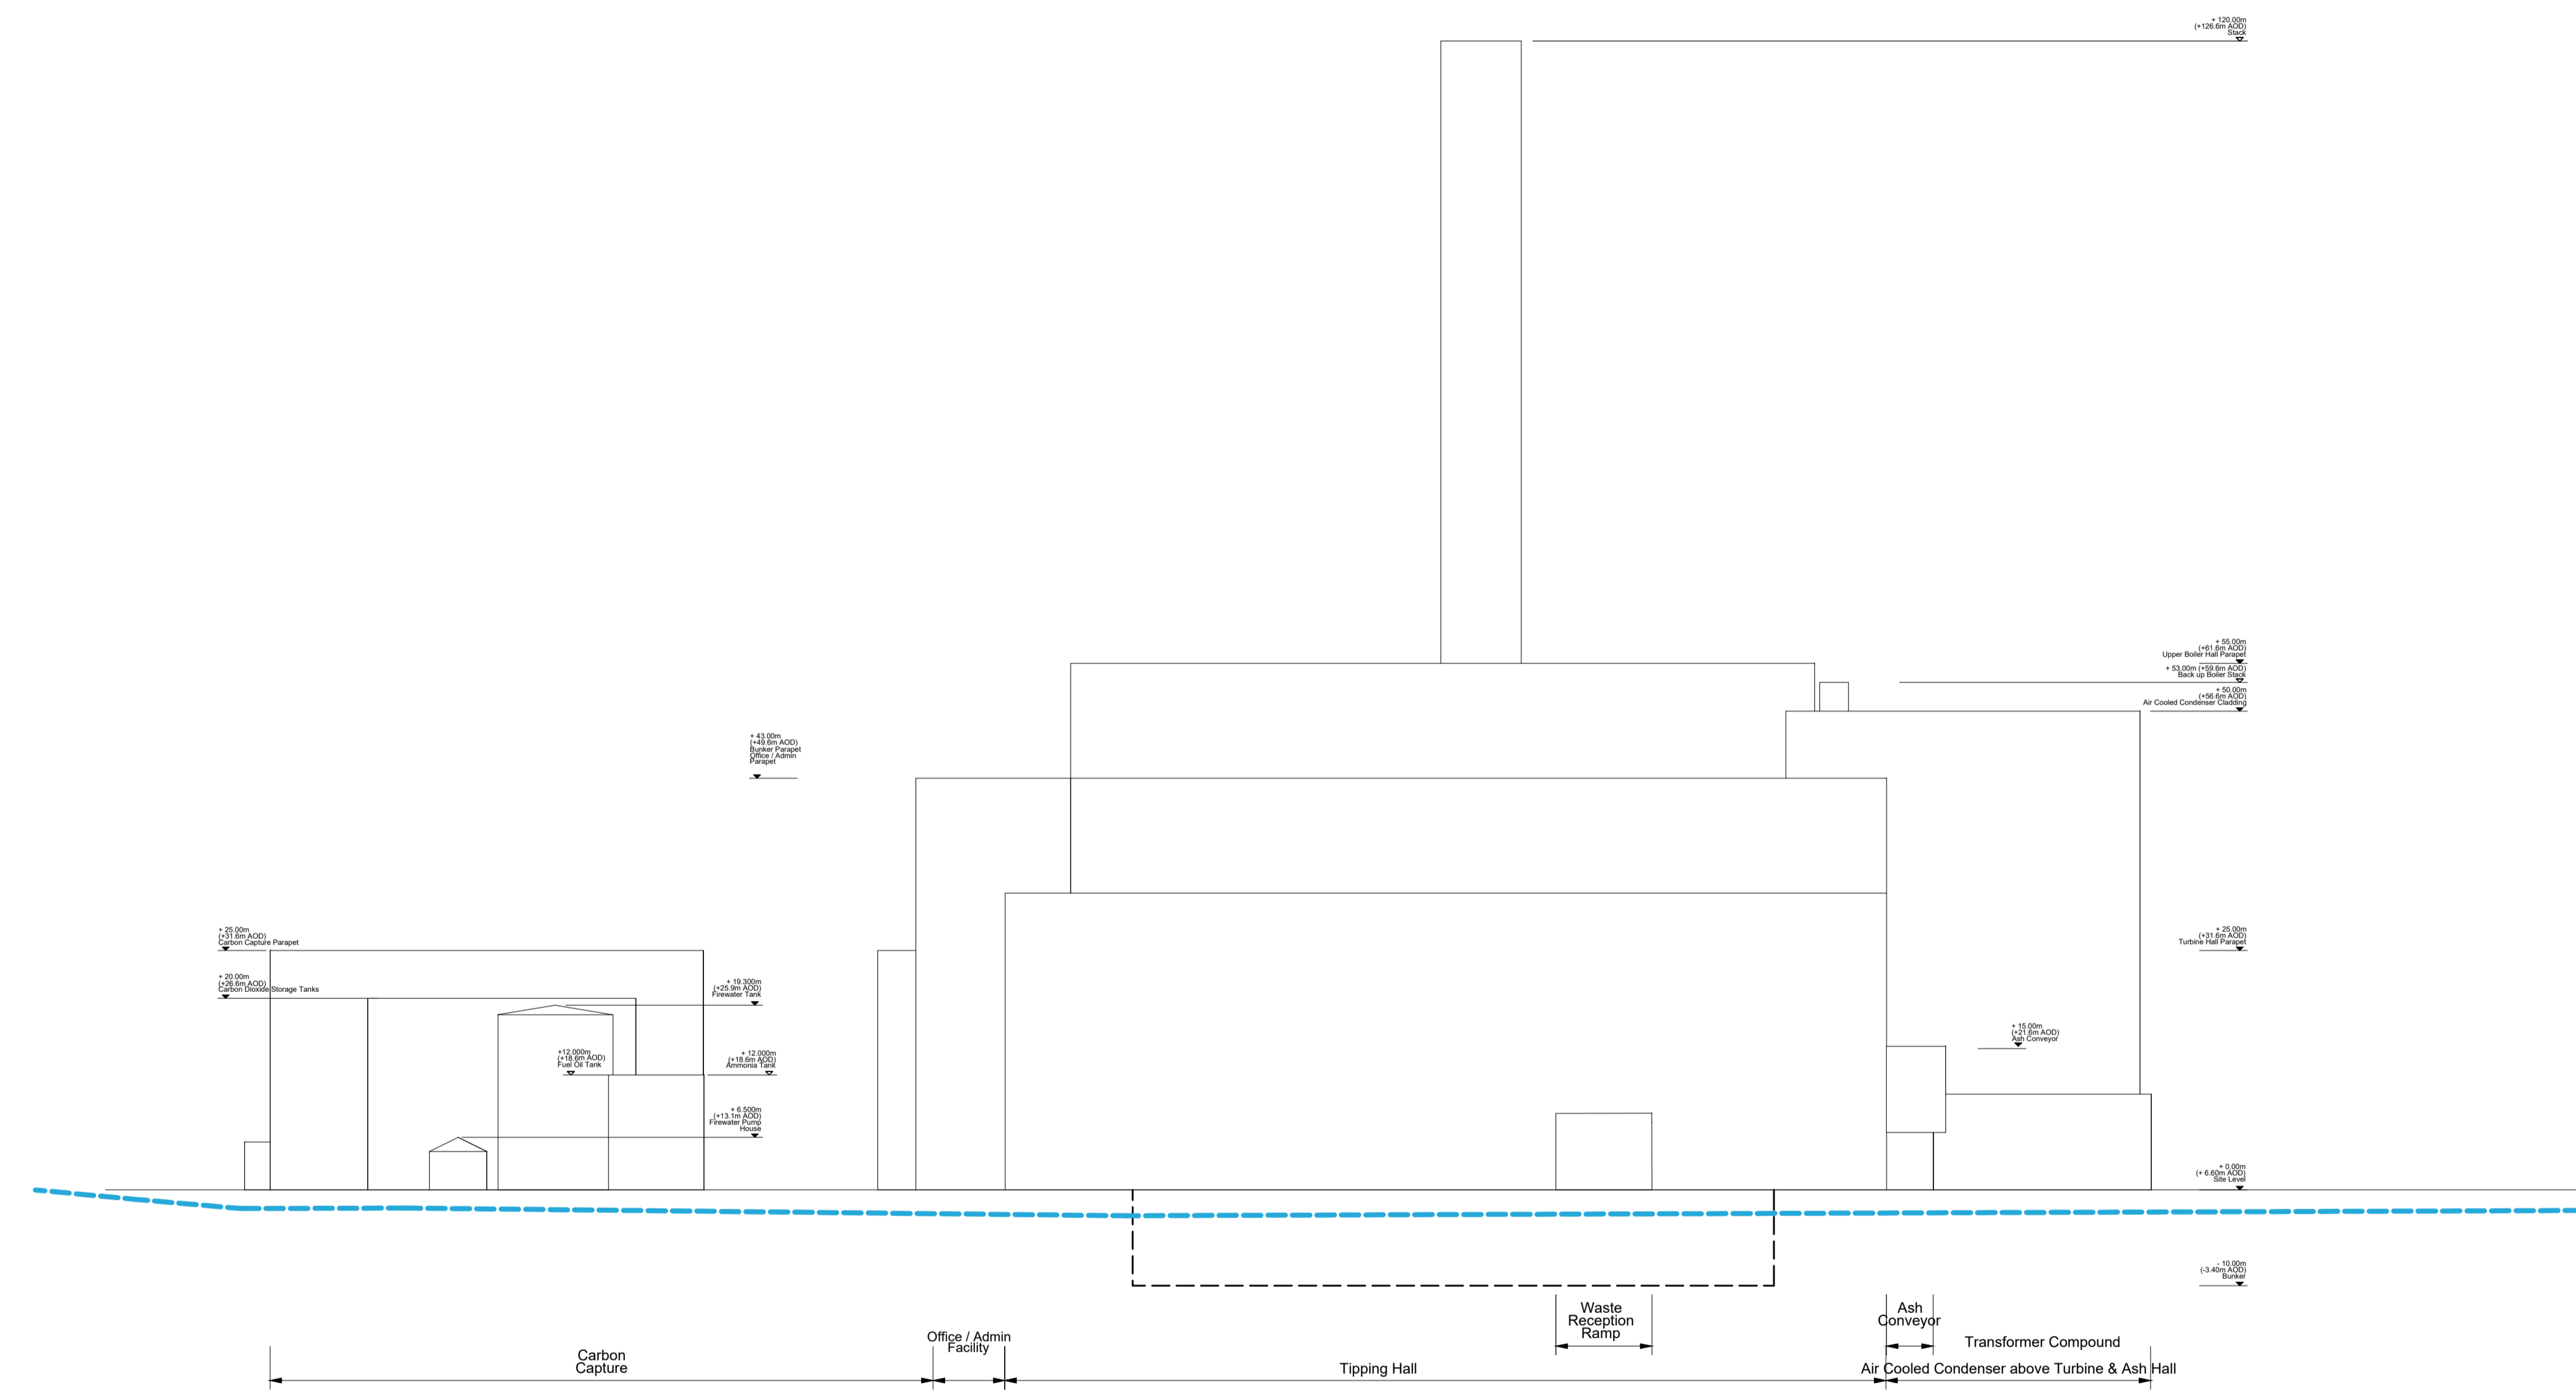 + 120.00m
(+126.6m AOD)
Stack
+ 55.00m
(+61.6m AOD)
Upper Boiler Hall Parapet
+ 53.00m (+59.6m AOD)
Back up Boiler Stack
+ 50.00m
(+56.6m AOD)
Air Cooled Condenser Cladding
+ 43.00m
(+49.6m AOD)
Bunker Parapet
Office / Admin
Parapet
+ 25.00m
(+31.6m AOD)
Carbon Capture Parapet
+ 25.00m
(+31.6m AOD)
Turbine Hall Parapet
+ 20.00m
(+26.6m AOD)
Carbon Dioxide Storage Tanks
+ 19.300m
(+25.9m AOD)
Firewater Tank
+ 15.00m
(+21.6m AOD)
Ash Conveyor
+12.000m
(+18.6m AOD)
Fuel Oil Tank
+ 12.000m
(+18.6m AOD)
Ammonia Tank
+ 6.500m
(+13.1m AOD)
Firewater Pump
House
+ 0.00m
(+ 6.60m AOD)
Site Level
- 10.00m
(-3.40m AOD)
Bunker
Waste
Reception
Ramp
Ash
Conveyor
Office / Admin
Facility
Transformer Compound
Carbon
Capture
Tipping Hall
Air Cooled Condenser above Turbine & Ash Hall